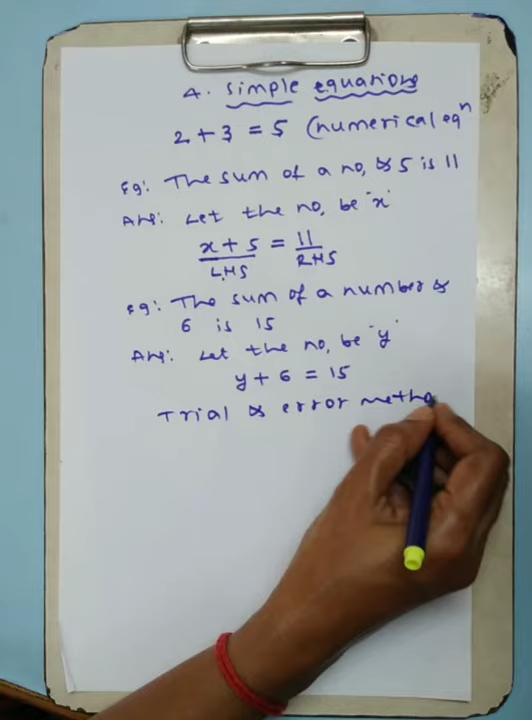 4. Simple equations
2 + 3 = 5 (numerical eqⁿ
Eg: The sum of a no, & 5 is 11
Ans: Let the no, be "x"
x + 5 = 11
LHS RHS
Eg: The sum of a number &
6 is 15
Ans: Let the no, be "y"
y + 6 = 15
Trial & error metho